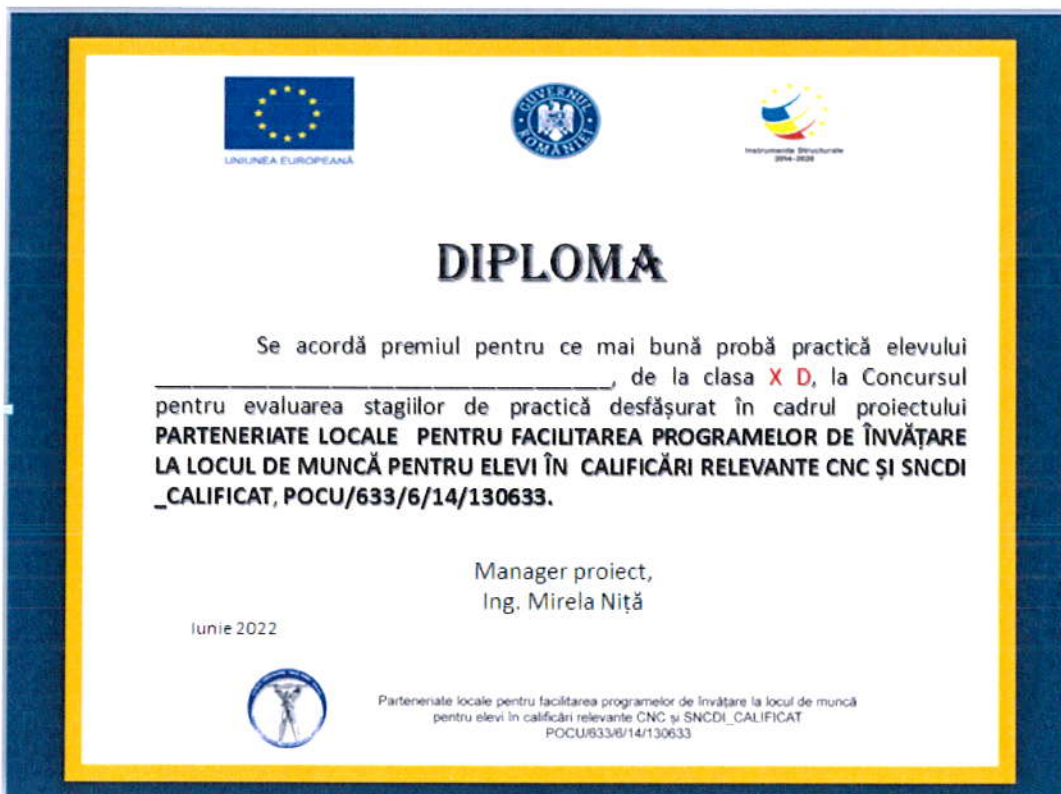 UNIUNEA EUROPEANĂ
GUVERNUL ROMÂNIEI
Instrumente Structurale
2014-2020
DIPLOMA
Se acordă premiul pentru ce mai bună probă practică elevului
____________________________________, de la clasa X D, la Concursul
pentru evaluarea stagiilor de practică desfășurat în cadrul proiectului
PARTENERIATE LOCALE PENTRU FACILITAREA PROGRAMELOR DE ÎNVĂȚARE
LA LOCUL DE MUNCĂ PENTRU ELEVI ÎN CALIFICĂRI RELEVANTE CNC ȘI SNCDI
_CALIFICAT, POCU/633/6/14/130633.
Manager proiect,
Ing. Mirela Niță
Iunie 2022
Parteneriate locale pentru facilitarea programelor de învățare la locul de muncă
pentru elevi în calificări relevante CNC și SNCDI_CALIFICAT
POCU/633/6/14/130633